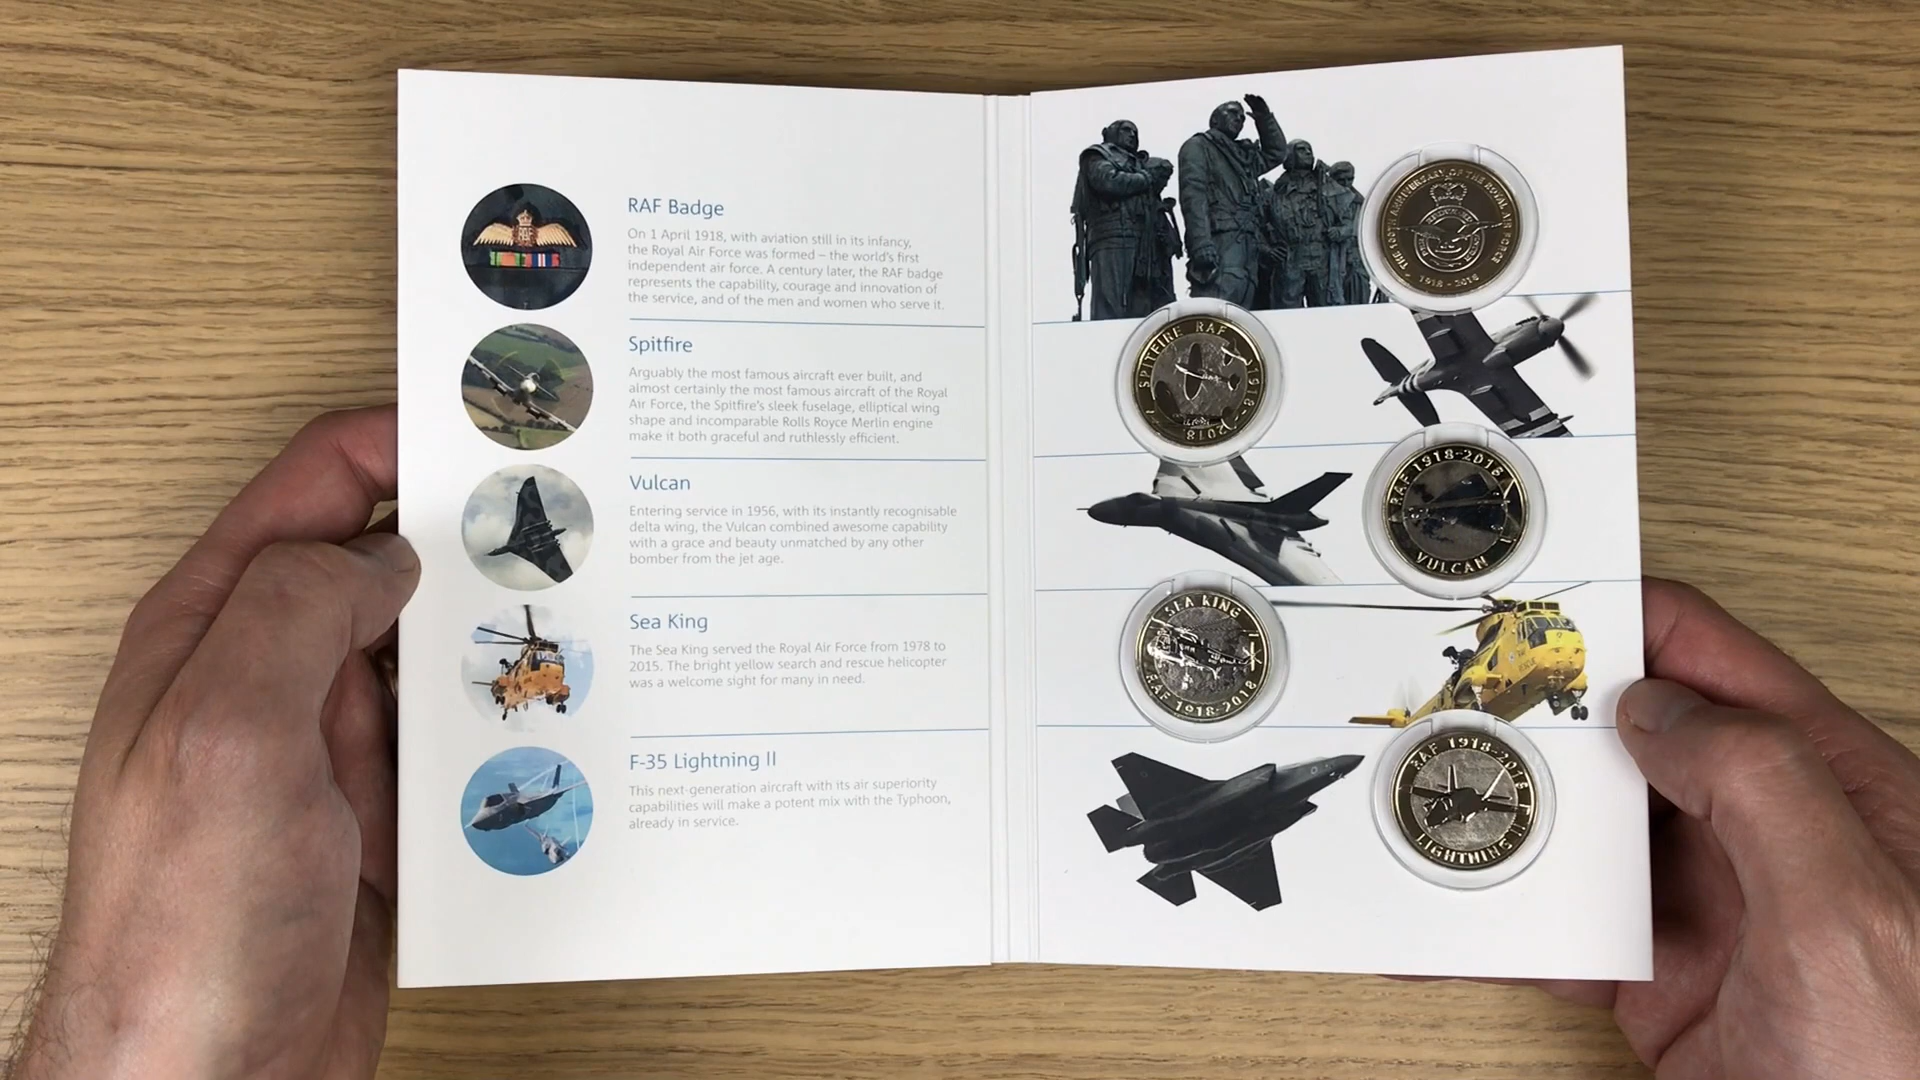 RAF Badge
On 1 April 1918, with aviation still in its infancy,
the Royal Air Force was formed – the world's first
independent air force. A century later, the RAF badge
represents the capability, courage and innovation of
the service, and of the men and women who serve it.
Spitfire
Arguably the most famous aircraft ever built, and
almost certainly the most famous aircraft of the Royal
Air Force, the Spitfire's sleek fuselage, elliptical wing
shape and incomparable Rolls Royce Merlin engine
make it both graceful and ruthlessly efficient.
Vulcan
Entering service in 1956, with its instantly recognisable
delta wing, the Vulcan combined awesome capability
with a grace and beauty unmatched by any other
bomber from the jet age.
Sea King
The Sea King served the Royal Air Force from 1978 to
2015. The bright yellow search and rescue helicopter
was a welcome sight for many in need.
F-35 Lightning II
This next-generation aircraft with its air superiority
capabilities will make a potent mix with the Typhoon,
already in service.
THE 100TH ANNIVERSARY OF THE ROYAL AIR FORCE
1918 - 2018
SPITFIRE RAF 1918-2018
RAF 1918-2018
VULCAN
SEA KING
RAF 1918-2018
RAF 1918-2018
LIGHTNING II